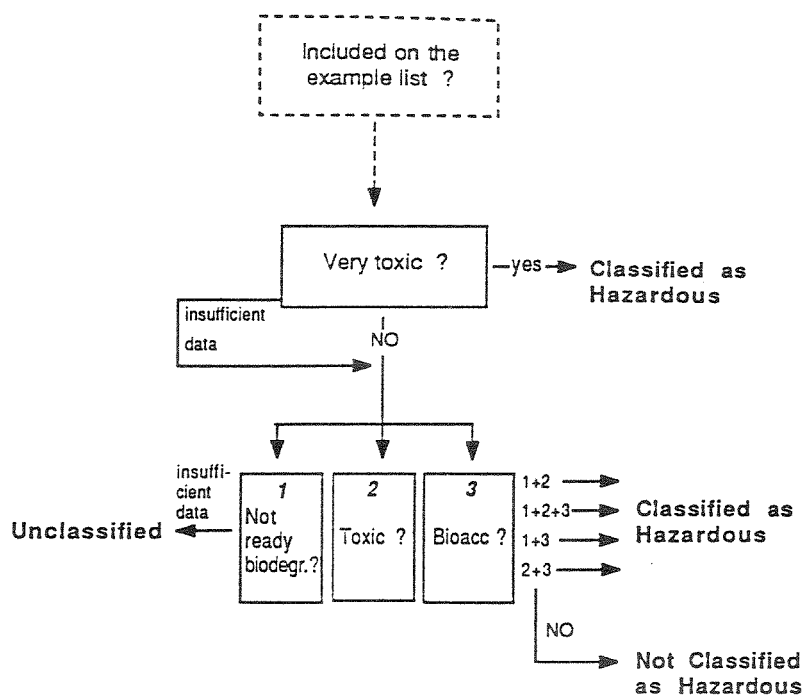 Included on the
example list ?
Very toxic ?
yes
Classified as
Hazardous
insufficient
data
NO
insuffi-
cient
data
Unclassified
1
Not
ready
biodegr.?
2
Toxic ?
3
Bioacc ?
1+2
1+2+3
1+3
2+3
Classified as
Hazardous
NO
Not Classified
as Hazardous